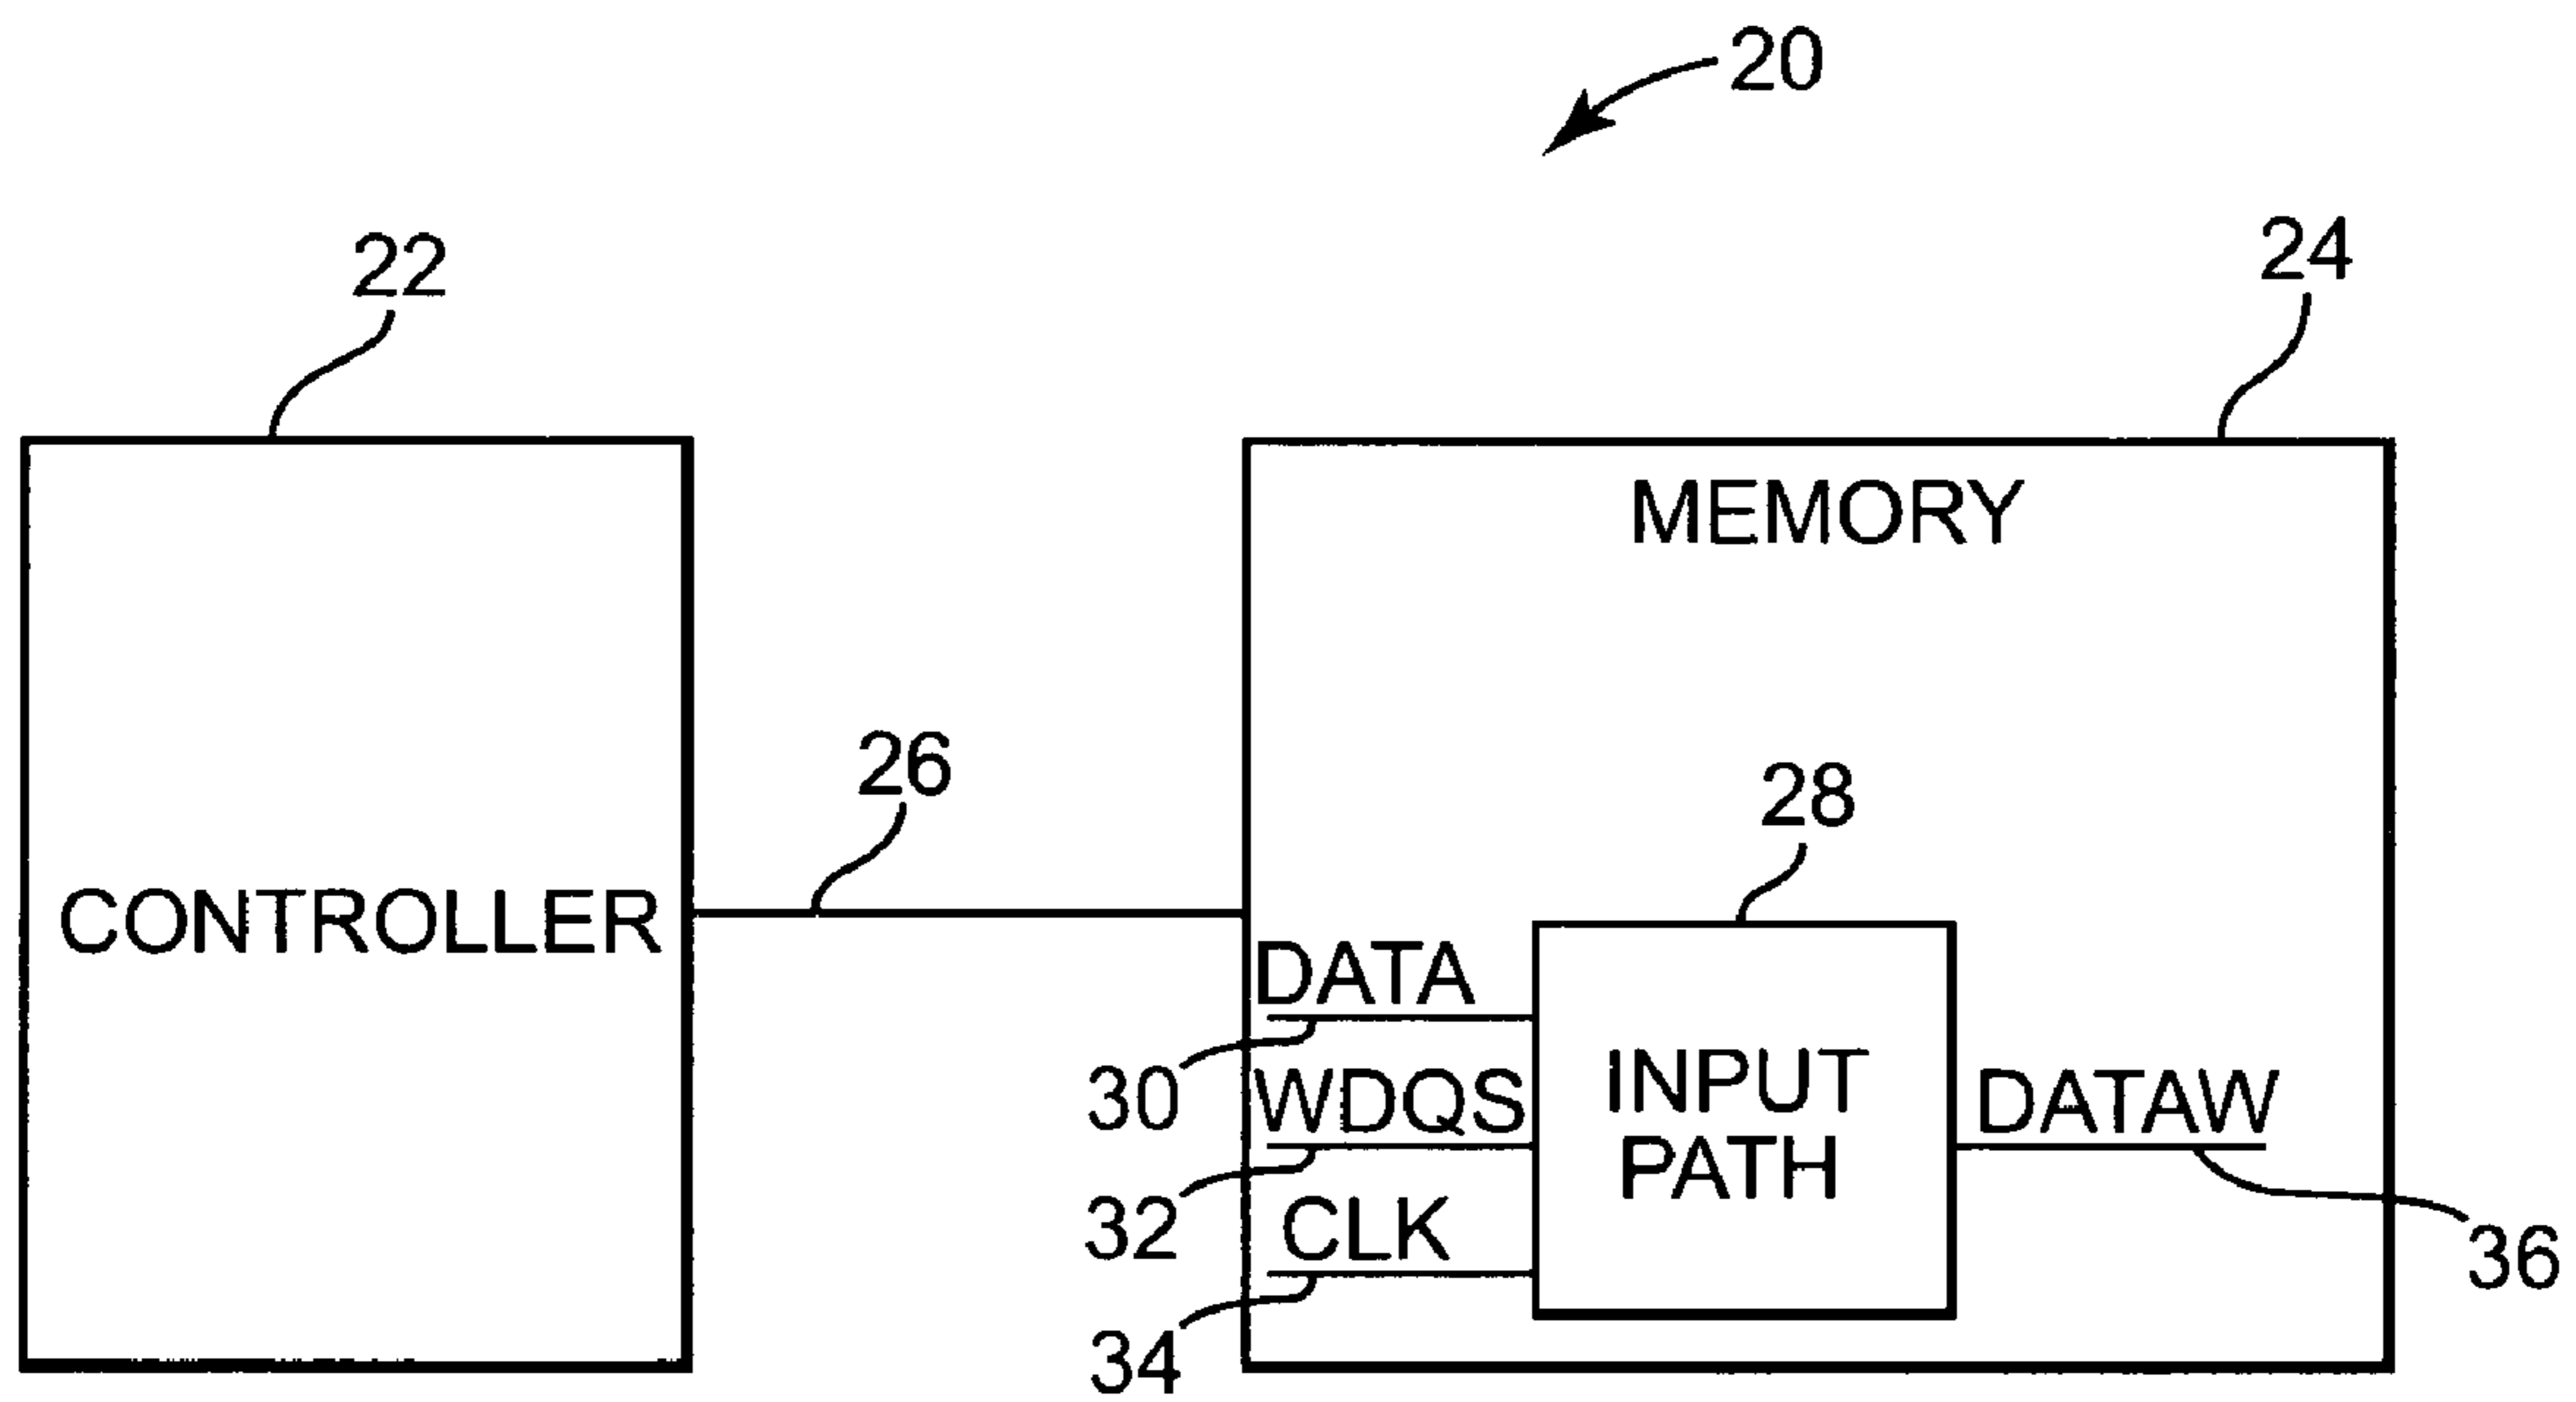 20
22
24
MEMORY
26
28
CONTROLLER
DATA
30
INPUT
PATH
WDQS
DATAW
32
CLK
36
34